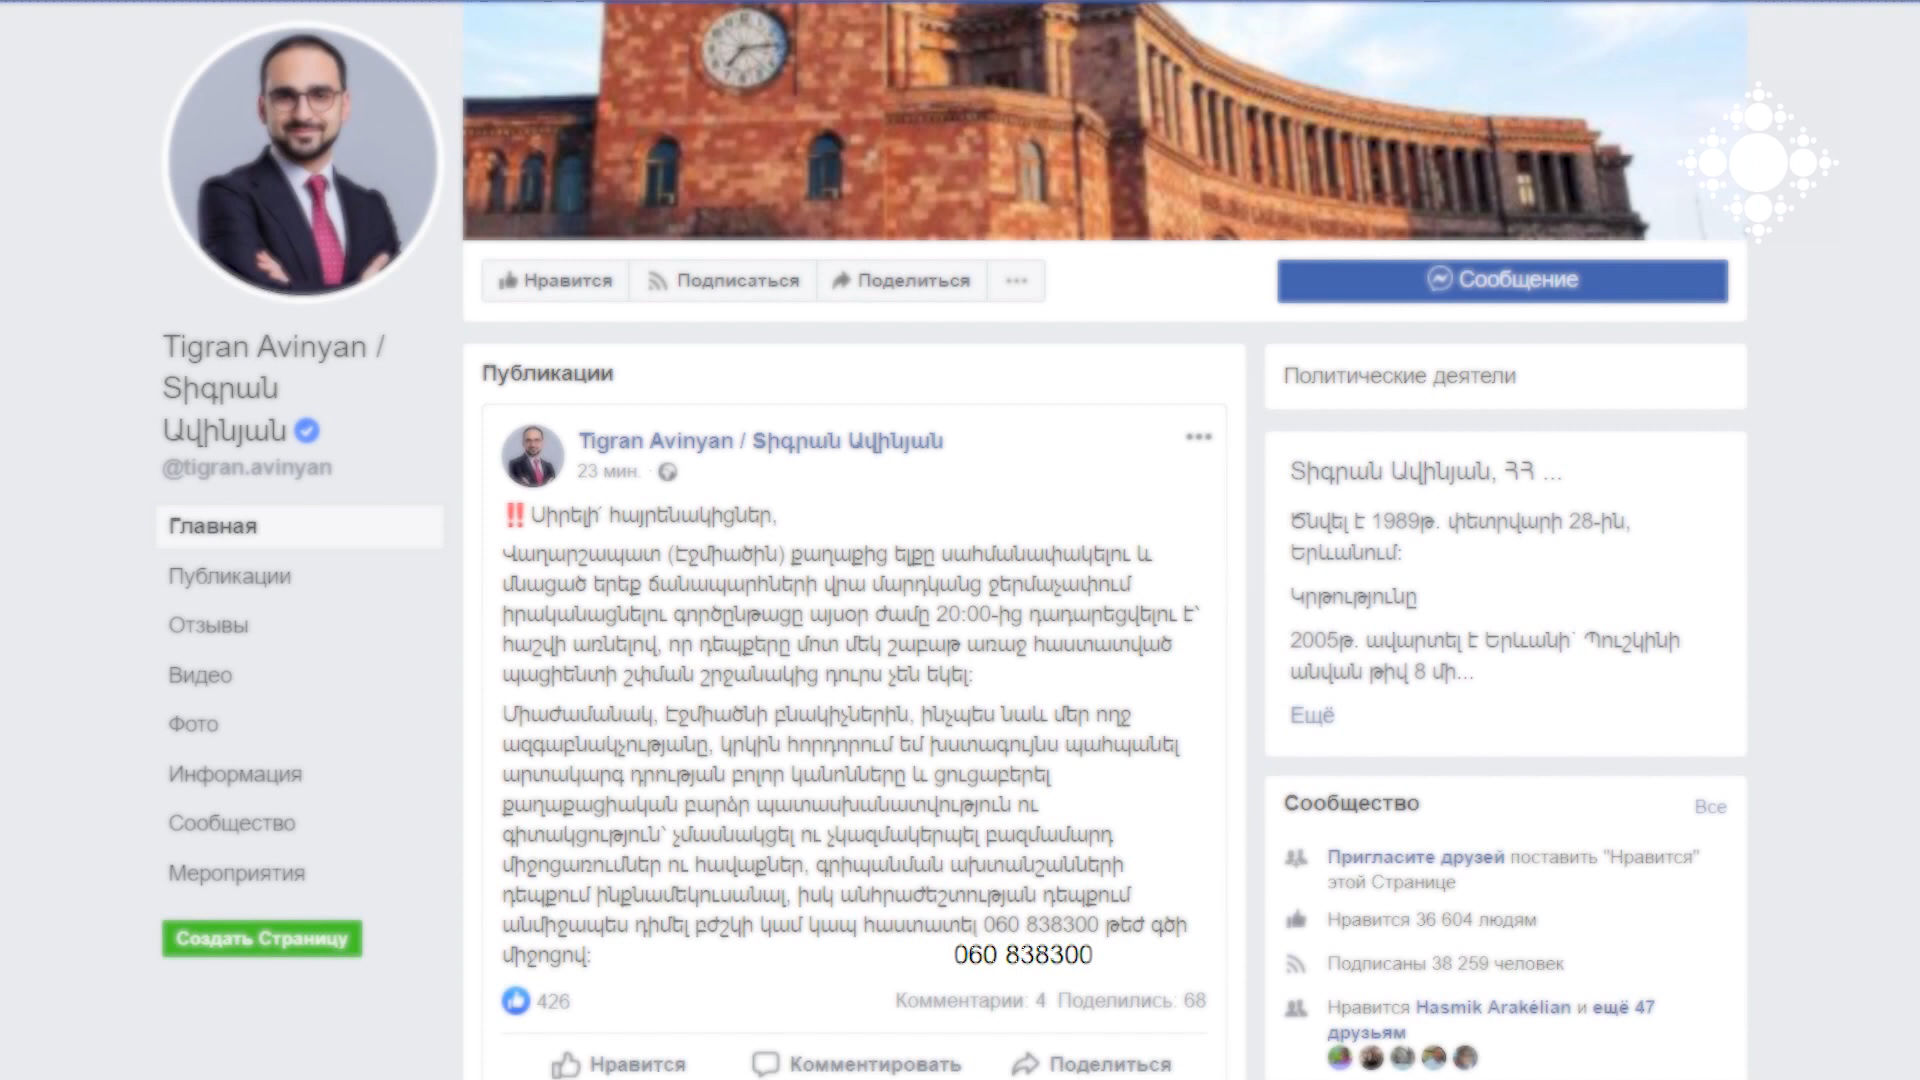 Tigran Avinyan /
Տիգրան
Ավինյան
@tigran.avinyan
Главная
Публикации
Отзывы
Видео
Фото
Информация
Сообщество
Мероприятия
Создать Страницу
Нравится
Подписаться
Поделиться
Сообщение
Публикации
Tigran Avinyan / Տիգրան Ավինյան
23 мин.
‼ Սիրելի՛ հայրենակիցներ,
Վաղարշապատ (Էջմիածին) քաղաքից ելքը սահմանափակելու և
մնացած երեք ճանապարհների վրա մարդկանց ջերմաչափում
իրականացնելու գործընթացը այսօր ժամը 20:00-ից դադարեցվելու է՝
հաշվի առնելով, որ դեպքերը մոտ մեկ շաբաթ առաջ հաստատված
պացիենտի շփման շրջանակից դուրս չեն եկել:
Միաժամանակ, Էջմիածնի բնակիչներին, ինչպես նաև մեր ողջ
ազգաբնակչությանը, կրկին հորդորում եմ խստագույնս պահպանել
արտակարգ դրության բոլոր կանոնները և ցուցաբերել
քաղաքացիական բարձր պատասխանատվություն ու
գիտակցություն՝ չմասնակցել ու չկազմակերպել բազմամարդ
միջոցառումներ ու հավաքներ, գրիպանման ախտանշանների
դեպքում ինքնամեկուսանալ, իսկ անհրաժեշտության դեպքում
անմիջապես դիմել բժշկի կամ կապ հաստատել 060 838300 թեժ գծի
միջոցով:
060 838300
426
Комментарии: 4 Поделились: 68
Нравится
Комментировать
Поделиться
Политические деятели
Տիգրան Ավինյան, ՀՀ ...
Ծնվել է 1989թ. փետրվարի 28-ին,
Երևանում:
Կրթությունը
2005թ. ավարտել է Երևանի՝ Պուշկինի
անվան թիվ 8 մի...
Ещё
Сообщество
Все
Пригласите друзей поставить "Нравится"
этой Странице
Нравится 36 604 людям
Подписаны 38 259 человек
Нравится Hasmik Arakélian и ещё 47
друзьям